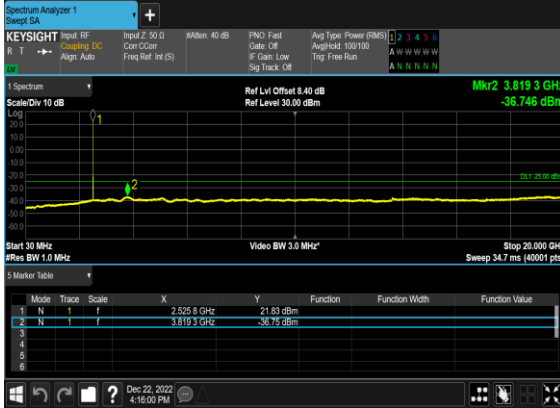 Spectrum Analyzer 1
Swept SA
+
KEYSIGHT Input: RF Input Z: 50 Ω #Atten: 40 dB PNO: Fast Avg Type: Power (RMS) 1 2 3 4 5 6
R T Coupling: DC Corr CCorr Gate: Off Avg|Hold: 100/100 A W W W W W
Align: Auto Freq Ref: Int (S) IF Gain: Low Trig: Free Run
Sig Track: Off A N N N N N
1 Spectrum
Ref Lvl Offset 8.40 dB Mkr2 3.819 3 GHz
Scale/Div 10 dB Ref Level 30.00 dBm -36.746 dBm
Log
1
20.0
10.0
0.00
-10.0
-20.0
DL1 -25.00 dBm
-30.0
2
-40.0
-50.0
-60.0
Start 30 MHz Video BW 3.0 MHz* Stop 20.000 GHz
#Res BW 1.0 MHz Sweep 34.7 ms (40001 pts)
5 Marker Table
Mode Trace Scale X Y Function Function Width Function Value
1 N 1 f 2.525 8 GHz 21.83 dBm
2 N 1 f 3.819 3 GHz -36.75 dBm
3
4
5
6
?
Dec 22, 2022
4:16:00 PM